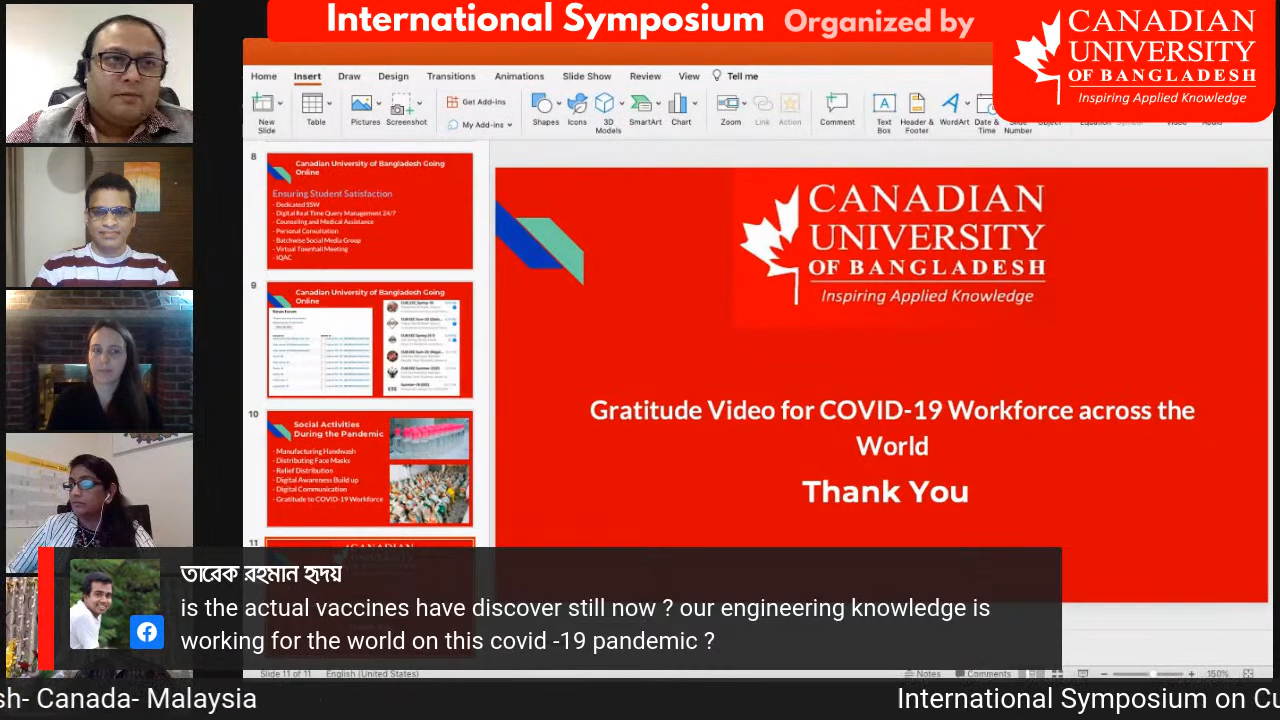 International Symposium Organized by
CANADIAN
UNIVERSITY
OF BANGLADESH
Inspiring Applied Knowledge
Home Insert Draw Design Transitions Animations Slide Show Review View Tell me
New
Slide
Table
Pictures
Screenshot
Get Add-ins
My Add-ins
Shapes
Icons
3D
Models
SmartArt
Chart
Zoom
Link
Action
Comment
Text
Box
Header &
Footer
WordArt
Date &
Time
Slide
Number
Object
8
Canadian University of Bangladesh Going
Online
Ensuring Student Satisfaction
- Dedicated SSW
- Digital Real Time Query Management 24/7
- Counseling and Medical Assistance
- Personal Consultation
- Batchwise Social Media Group
- Virtual Townhall Meeting
- IQAC
9
Canadian University of Bangladesh Going
Online
10
Social Activities
During the Pandemic
- Manufacturing Handwash
- Distributing Face Masks
- Relief Distribution
- Digital Awareness Build up
- Digital Communication
- Gratitude to COVID-19 Workforce
11
CANADIAN
UNIVERSITY
OF BANGLADESH
Inspiring Applied Knowledge
Gratitude Video for COVID-19 Workforce across the
World
Thank You
তারেক রহমান হৃদয়
is the actual vaccines have discover still now ? our engineering knowledge is
working for the world on this covid -19 pandemic ?
Slide 11 of 11 English (United States) Notes Comments 150%
sh- Canada- Malaysia International Symposium on Cu